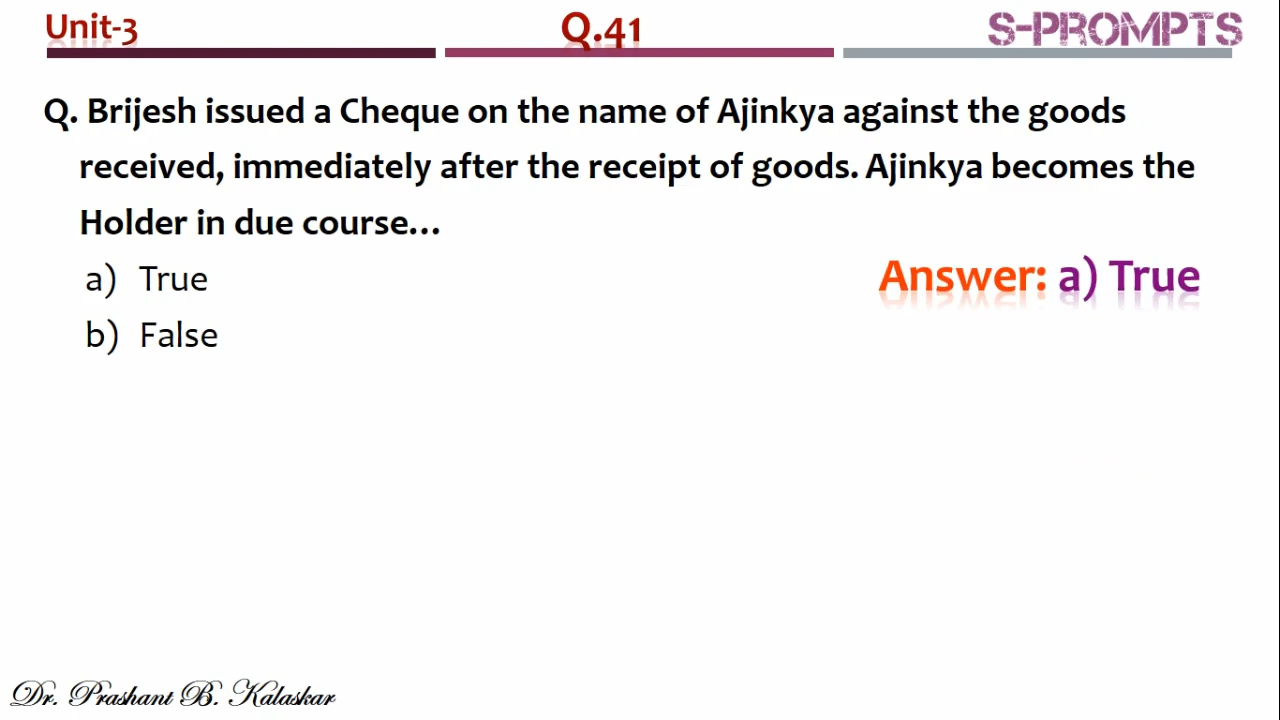 Unit-3
Q.41
S-PROMPTS
Q. Brijesh issued a Cheque on the name of Ajinkya against the goods
received, immediately after the receipt of goods. Ajinkya becomes the
Holder in due course...
a) True
Answer: a) True
b) False
Dr. Prashant B. Kalaskar